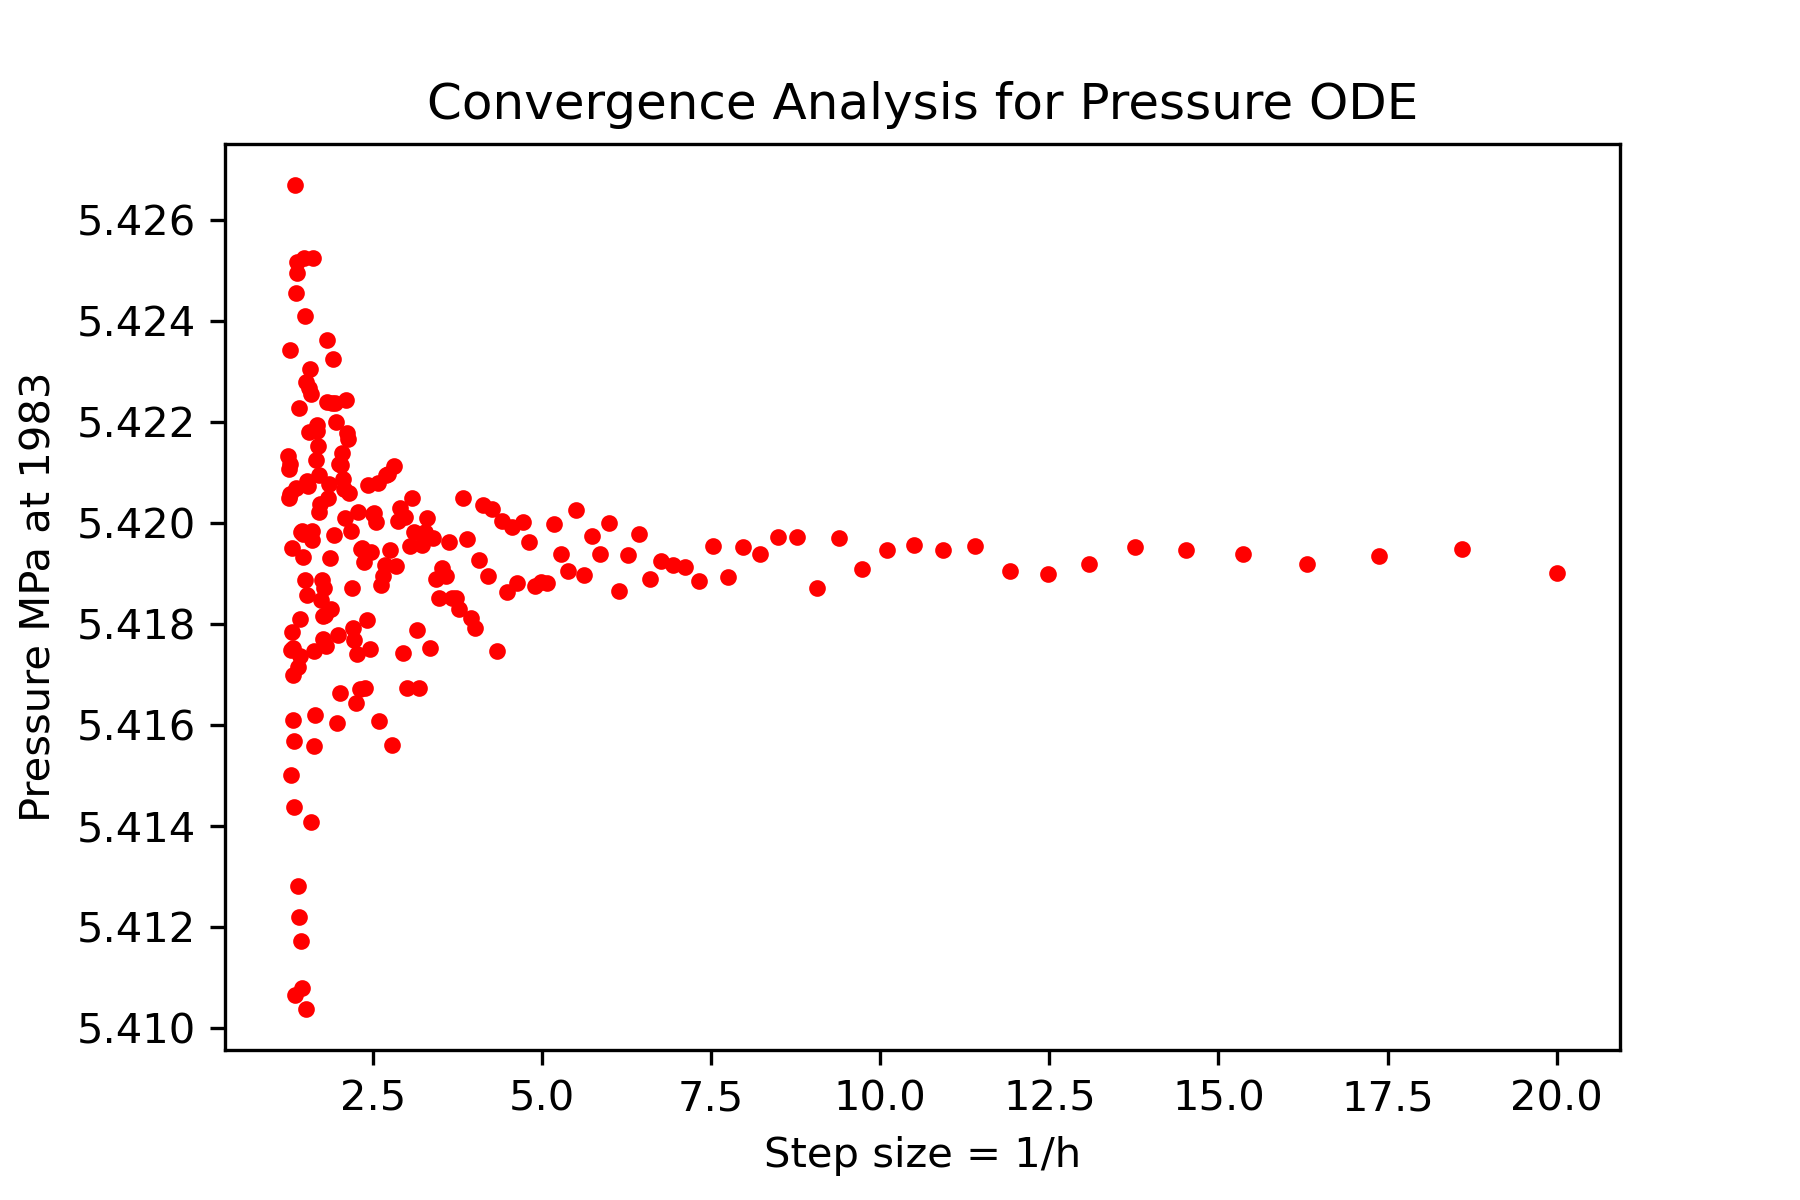 Convergence Analysis for Pressure ODE
Pressure MPa at 1983
5.426
5.424
5.422
5.420
5.418
5.416
5.414
5.412
5.410
2.5 5.0 7.5 10.0 12.5 15.0 17.5 20.0
Step size = 1/h